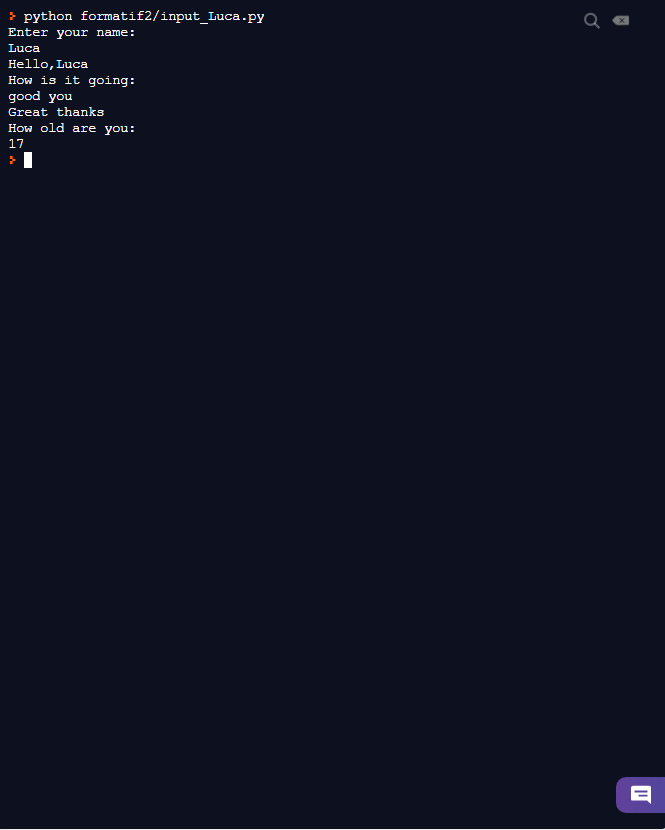 python formatif2/input_Luca.py
Enter your name:
Luca
Hello,Luca
How is it going:
good you
Great thanks
How old are you:
17